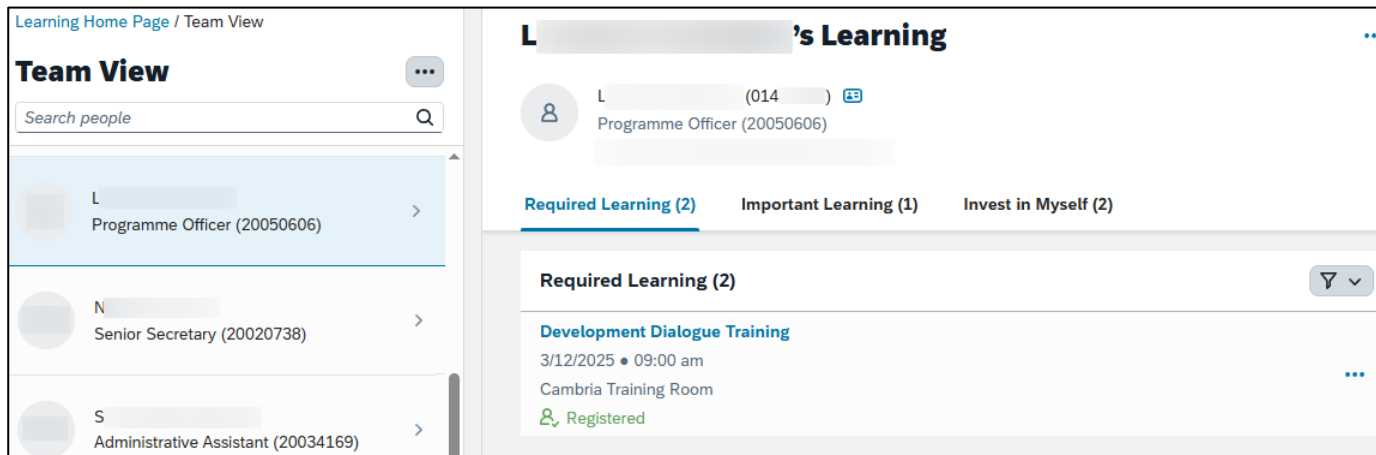 Learning Home Page / Team View
Team View
Search people
L
Programme Officer (20050606)
N
Senior Secretary (20020738)
S
Administrative Assistant (20034169)
L 's Learning
L (014 )
Programme Officer (20050606)
Required Learning (2) Important Learning (1) Invest in Myself (2)
Required Learning (2)
Development Dialogue Training
3/12/2025 ● 09:00 am
Cambria Training Room
Registered